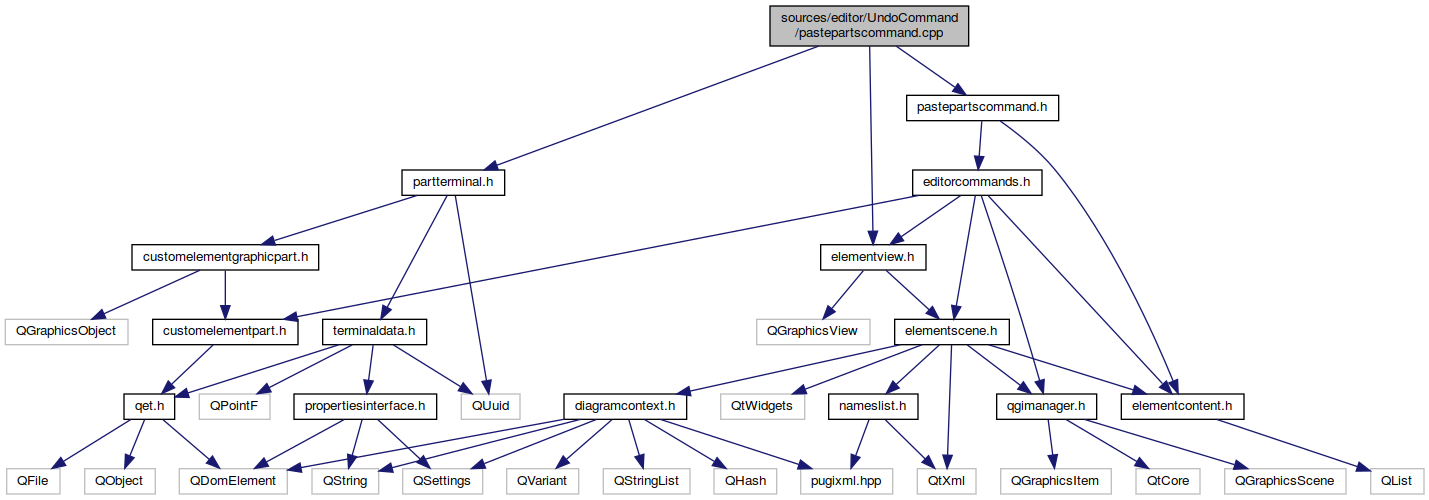 sources/editor/UndoCommand
/pastepartscommand.cpp
pastepartscommand.h
partterminal.h
editorcommands.h
customelementgraphicpart.h
elementview.h
QGraphicsObject
customelementpart.h
terminaldata.h
QGraphicsView
elementscene.h
qet.h
QPointF
propertiesinterface.h
QUuid
diagramcontext.h
QtWidgets
nameslist.h
qgimanager.h
elementcontent.h
QFile
QObject
QDomElement
QString
QSettings
QVariant
QStringList
QHash
pugixml.hpp
QtXml
QGraphicsItem
QtCore
QGraphicsScene
QList